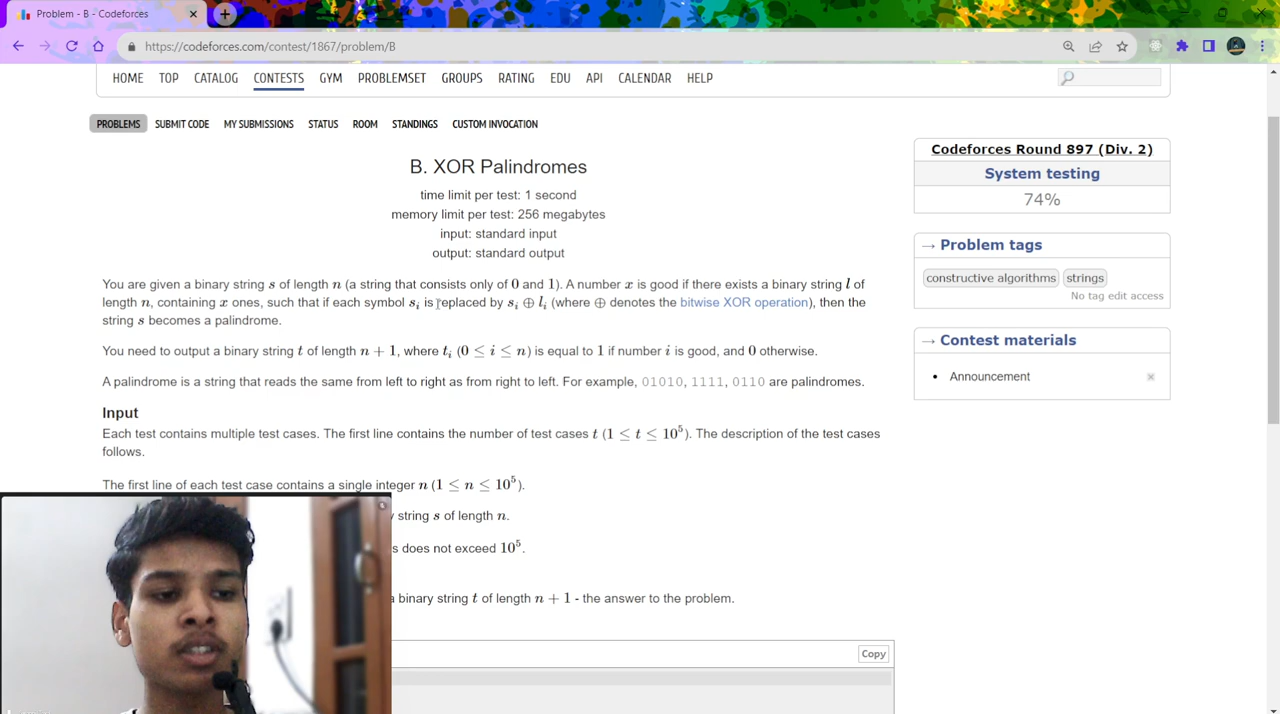 Problem - B - Codeforces
https://codeforces.com/contest/1867/problem/B
HOME TOP CATALOG CONTESTS GYM PROBLEMSET GROUPS RATING EDU API CALENDAR HELP
PROBLEMS SUBMIT CODE MY SUBMISSIONS STATUS ROOM STANDINGS CUSTOM INVOCATION
B. XOR Palindromes
time limit per test: 1 second
memory limit per test: 256 megabytes
input: standard input
output: standard output
You are given a binary string s of length n (a string that consists only of 0 and 1). A number x is good if there exists a binary string l of
length n, containing x ones, such that if each symbol s_i is replaced by s_i ⊕ l_i (where ⊕ denotes the bitwise XOR operation), then the
string s becomes a palindrome.
You need to output a binary string t of length n + 1, where t_i (0 ≤ i ≤ n) is equal to 1 if number i is good, and 0 otherwise.
A palindrome is a string that reads the same from left to right as from right to left. For example, 01010, 1111, 0110 are palindromes.
Input
Each test contains multiple test cases. The first line contains the number of test cases t (1 ≤ t ≤ 10^5). The description of the test cases
follows.
The first line of each test case contains a single integer n (1 ≤ n ≤ 10^5).
string s of length n.
s does not exceed 10^5.
a binary string t of length n + 1 - the answer to the problem.
Copy
Codeforces Round 897 (Div. 2)
System testing
74%
→ Problem tags
constructive algorithms strings
No tag edit access
→ Contest materials
Announcement